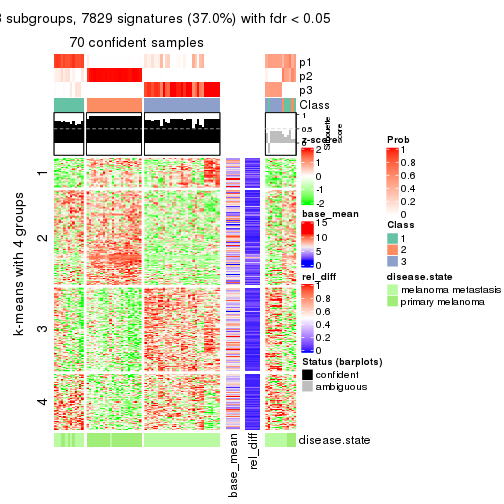 3 subgroups, 7829 signatures (37.0%) with fdr < 0.05
70 confident samples
p1
p2
p3
Class
1
0.5
0
Silhouette
score
k-means with 4 groups
1
2
3
4
disease.state
base_mean
rel_diff
z-score
2
1
0
-1
-2
base_mean
15
10
5
0
rel_diff
1
0.8
0.6
0.4
0.2
0
Status (barplots)
confident
ambiguous
Prob
1
0.8
0.6
0.4
0.2
0
Class
1
2
3
disease.state
melanoma metastasis
primary melanoma